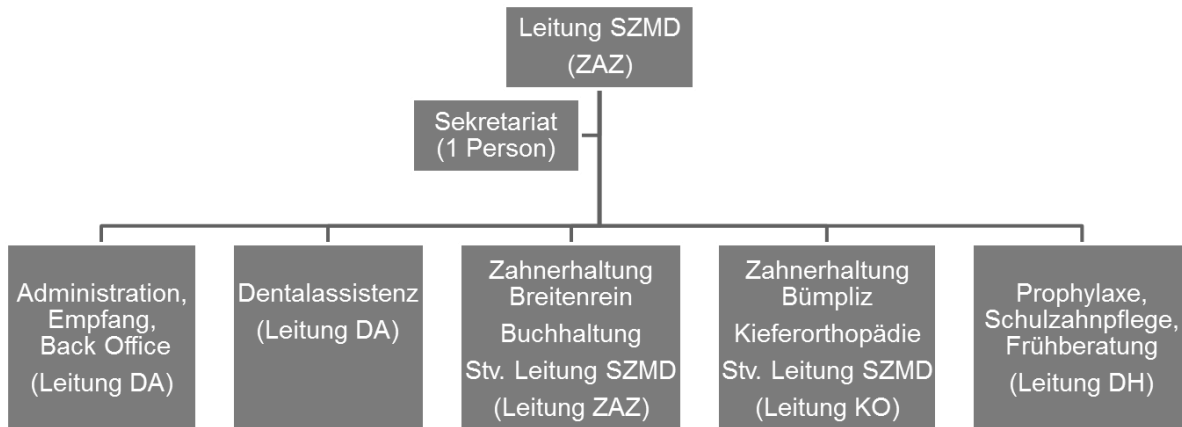 Leitung SZMD
(ZAZ)
Sekretariat
(1 Person)
Administration,
Empfang,
Back Office
(Leitung DA)
Dentalassistenz
(Leitung DA)
Zahnerhaltung
Breitenrein
Buchhaltung
Stv. Leitung SZMD
(Leitung ZAZ)
Zahnerhaltung
Bümpliz
Kieferorthopädie
Stv. Leitung SZMD
(Leitung KO)
Prophylaxe,
Schulzahnpflege,
Frühberatung
(Leitung DH)